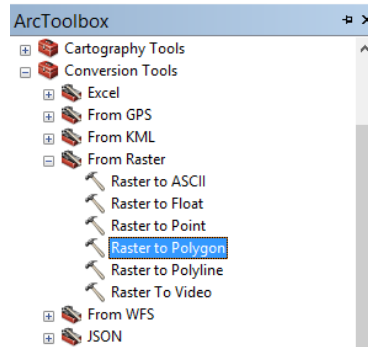 ArcToolbox
Cartography Tools
Conversion Tools
Excel
From GPS
From KML
From Raster
Raster to ASCII
Raster to Float
Raster to Point
Raster to Polygon
Raster to Polyline
Raster To Video
From WFS
JSON